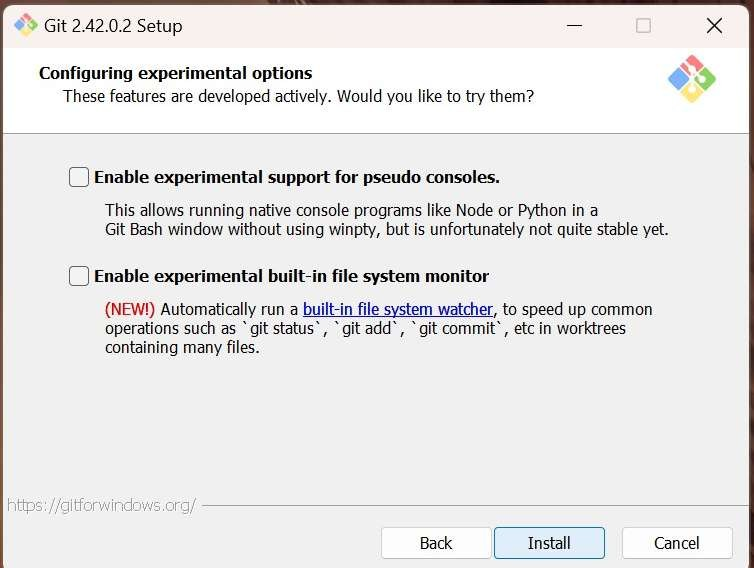 Git 2.42.0.2 Setup
Configuring experimental options
These features are developed actively. Would you like to try them?
Enable experimental support for pseudo consoles.
This allows running native console programs like Node or Python in a
Git Bash window without using winpty, but is unfortunately not quite stable yet.
Enable experimental built-in file system monitor
(NEW!) Automatically run a built-in file system watcher, to speed up common
operations such as `git status`, `git add`, `git commit`, etc in worktrees
containing many files.
https://gitforwindows.org/
Back Install Cancel